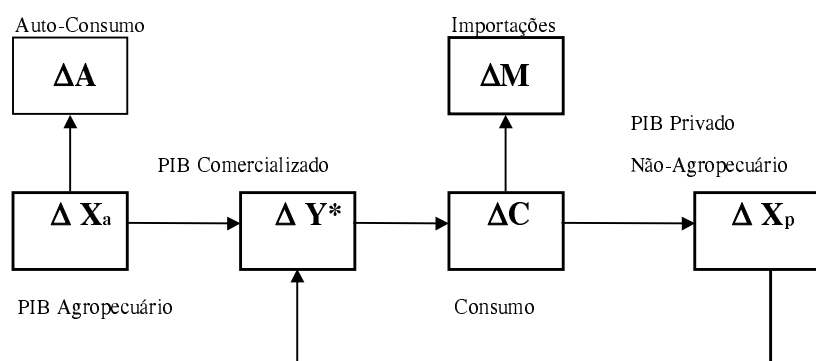 Auto-Consumo
Importações
ΔA
ΔM
PIB Privado
Não-Agropecuário
PIB Comercializado
Δ Xa
Δ Y*
ΔC
Δ Xp
PIB Agropecuário
Consumo